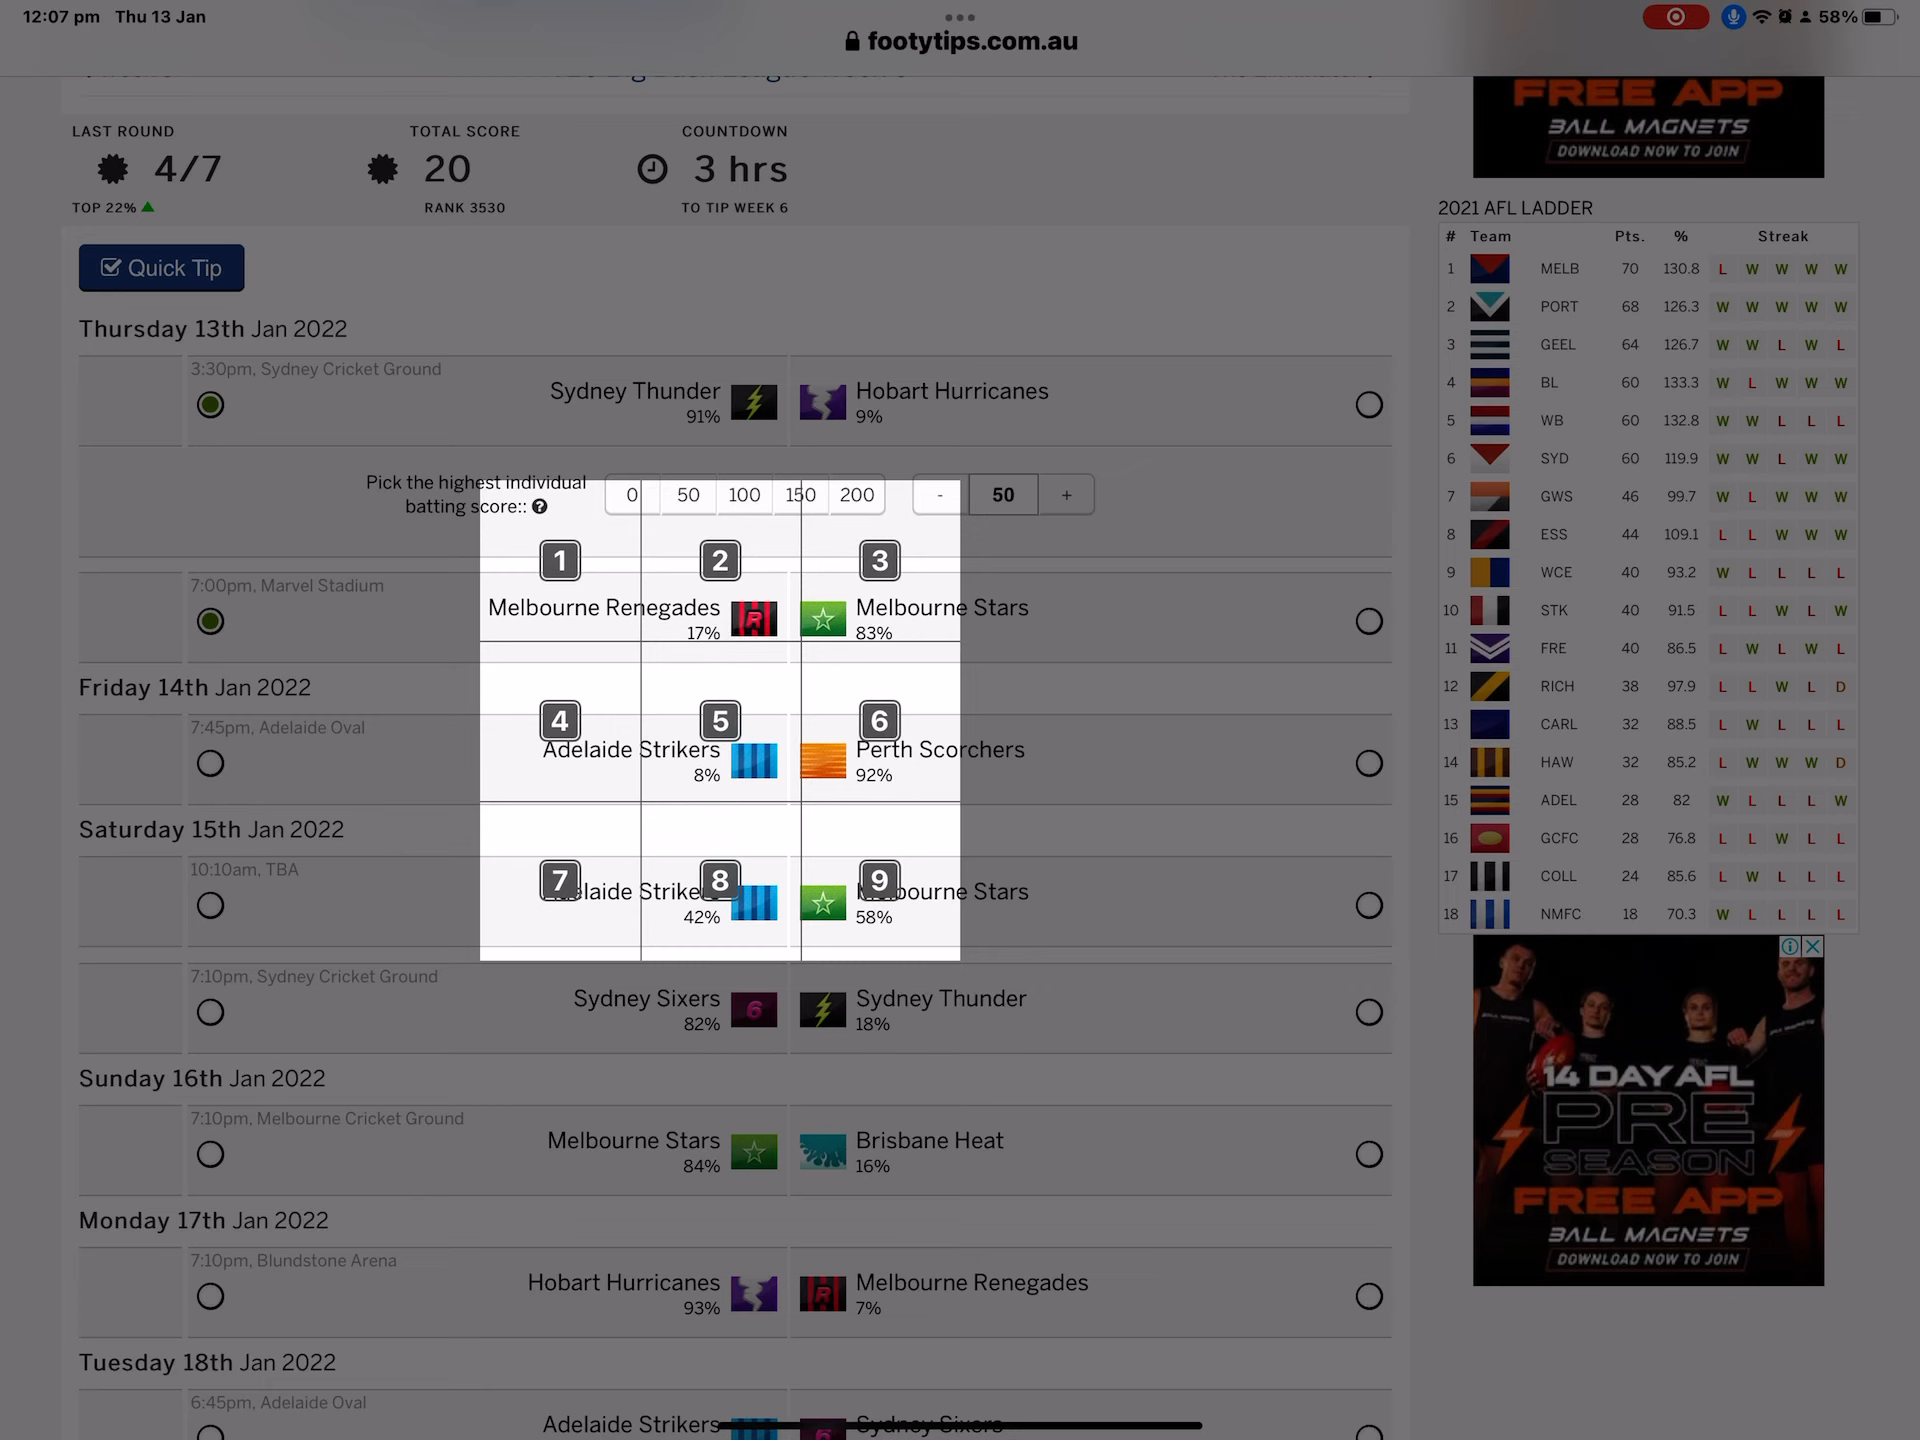 12:07 pm Thu 13 Jan
58%
footytips.com.au
LAST ROUND
4/7
TOP 22%
TOTAL SCORE
20
RANK 3530
COUNTDOWN
3 hrs
TO TIP WEEK 6
Quick Tip
Thursday 13th Jan 2022
3:30pm, Sydney Cricket Ground
Sydney Thunder
91%
Hobart Hurricanes
9%
Pick the highest individual
batting score:: ?
0 50 100 150 200
- 50 +
1 2 3
7:00pm, Marvel Stadium
Melbourne Renegades
17%
Melbourne Stars
83%
Friday 14th Jan 2022
4 5 6
7:45pm, Adelaide Oval
Adelaide Strikers
8%
Perth Scorchers
92%
Saturday 15th Jan 2022
10:10am, TBA
7 8 9
42%
Stars
58%
7:10pm, Sydney Cricket Ground
Sydney Sixers
82%
Sydney Thunder
18%
Sunday 16th Jan 2022
7:10pm, Melbourne Cricket Ground
Melbourne Stars
84%
Brisbane Heat
16%
Monday 17th Jan 2022
7:10pm, Blundstone Arena
Hobart Hurricanes
93%
Melbourne Renegades
7%
Tuesday 18th Jan 2022
6:45pm, Adelaide Oval
Adelaide Strikers
Sydney Sixers
FREE APP
BALL MAGNETS
DOWNLOAD NOW TO JOIN
2021 AFL LADDER
# Team Pts. % Streak
1 MELB 70 130.8 L W W W W
2 PORT 68 126.3 W W W W W
3 GEEL 64 126.7 W W L W L
4 BL 60 133.3 W L W W W
5 WB 60 132.8 W W L L L
6 SYD 60 119.9 W W L W W
7 GWS 46 99.7 W L W W W
8 ESS 44 109.1 L L W W W
9 WCE 40 93.2 W L L L L
10 STK 40 91.5 L L W L W
11 FRE 40 86.5 L W L W L
12 RICH 38 97.9 L L W L D
13 CARL 32 88.5 L W L L L
14 HAW 32 85.2 L W W W D
15 ADEL 28 82 W L L L W
16 GCFC 28 76.8 L L W L L
17 COLL 24 85.6 L W L L L
18 NMFC 18 70.3 W L L L L
14 DAY AFL
PRE
SEASON
FREE APP
BALL MAGNETS
DOWNLOAD NOW TO JOIN